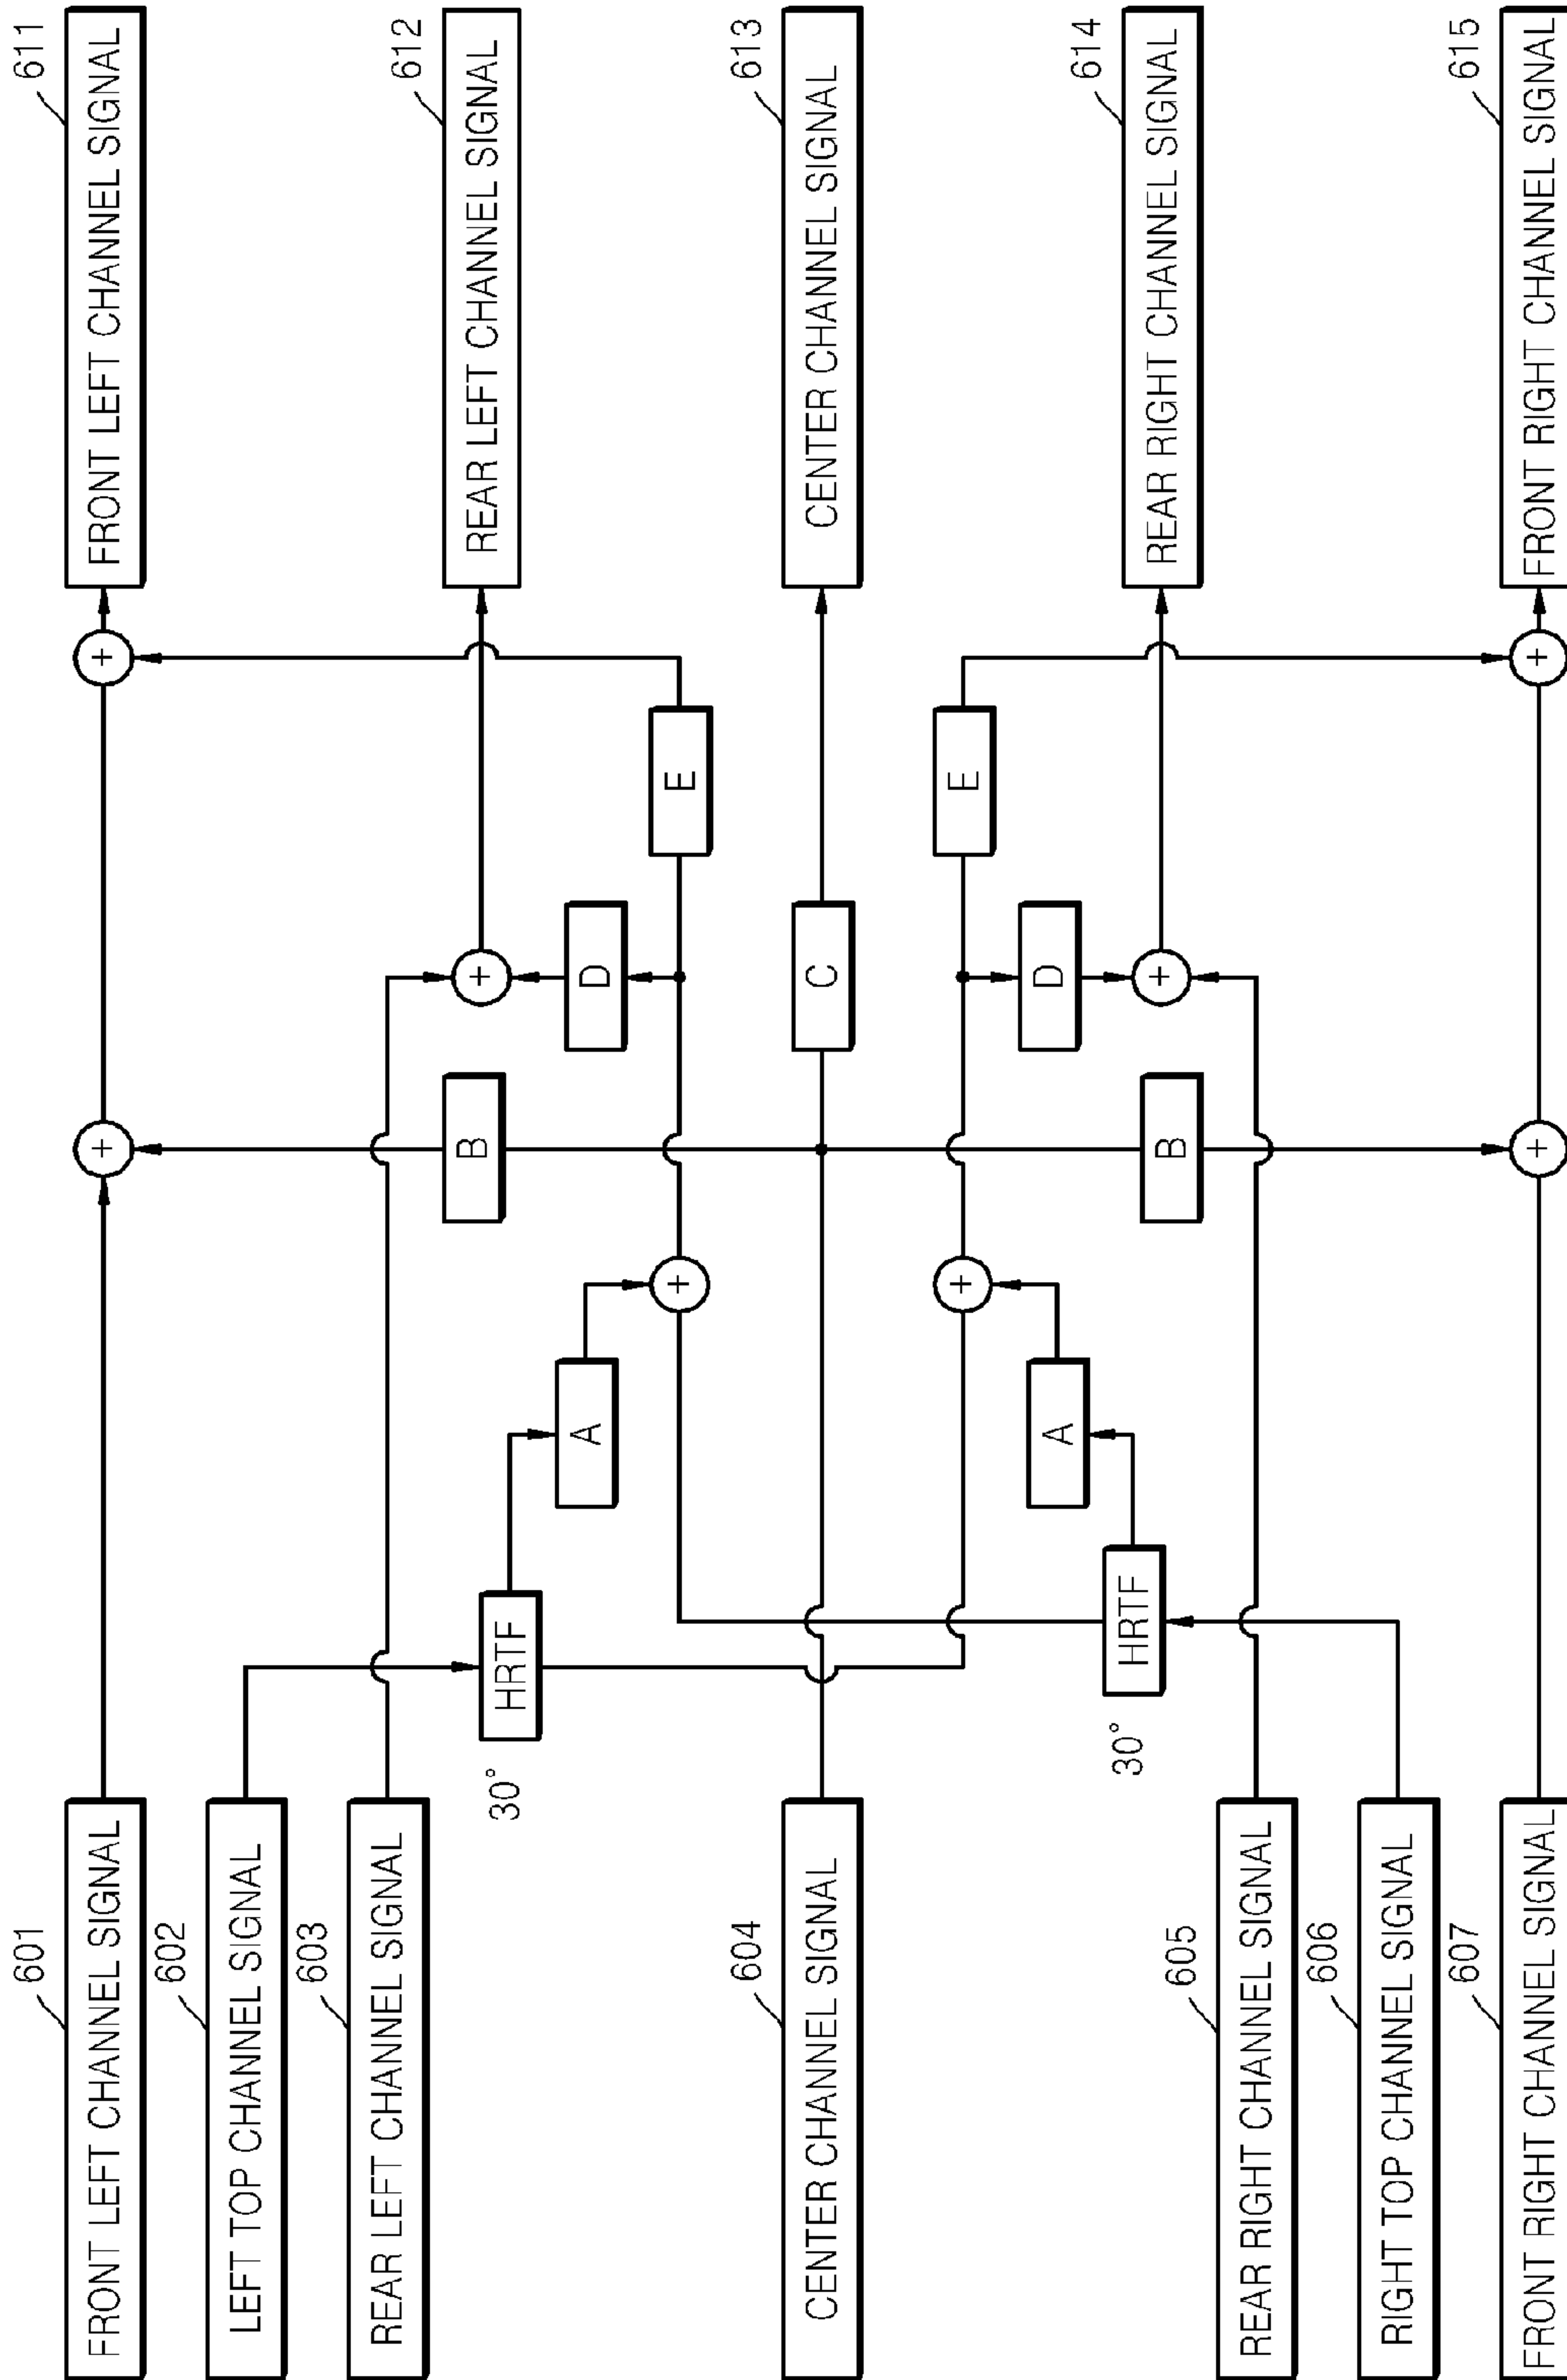 601
FRONT LEFT CHANNEL SIGNAL
602
LEFT TOP CHANNEL SIGNAL
603
REAR LEFT CHANNEL SIGNAL
604
CENTER CHANNEL SIGNAL
605
REAR RIGHT CHANNEL SIGNAL
606
RIGHT TOP CHANNEL SIGNAL
607
FRONT RIGHT CHANNEL SIGNAL
30°
HRTF
30°
HRTF
A
A
+
+
+
B
B
+
+
D
C
D
+
E
E
+
+
611
FRONT LEFT CHANNEL SIGNAL
612
REAR LEFT CHANNEL SIGNAL
613
CENTER CHANNEL SIGNAL
614
REAR RIGHT CHANNEL SIGNAL
615
FRONT RIGHT CHANNEL SIGNAL